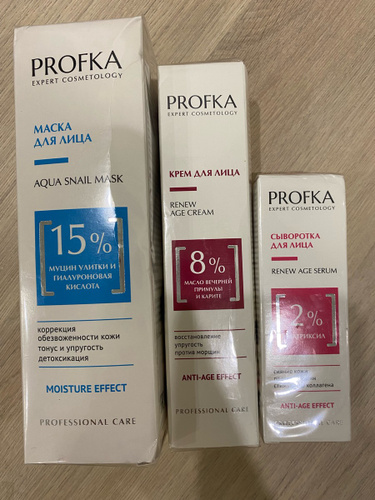 PROFKA
EXPERT COSMETOLOGY
МАСКА
ДЛЯ ЛИЦА
AQUA SNAIL MASK
15%
МУЦИН УЛИТКИ И
ГИАЛУРОНОВАЯ
КИСЛОТА
коррекция
обезвоженности кожи
тонус и упругость
детоксикация
MOISTURE EFFECT
PROFESSIONAL CARE
PROFKA
EXPERT COSMETOLOGY
КРЕМ ДЛЯ ЛИЦА
RENEW
AGE CREAM
8%
МАСЛО ВЕЧЕРНЕЙ
ПРИМУЛЫ
И КАРИТЕ
восстановление
упругость
против морщин
ANTI-AGE EFFECT
PROFESSIONAL CARE
PROFKA
EXPERT COSMETOLOGY
СЫВОРОТКА
ДЛЯ ЛИЦА
RENEW AGE SERUM
2%
ANTI-AGE EFFECT